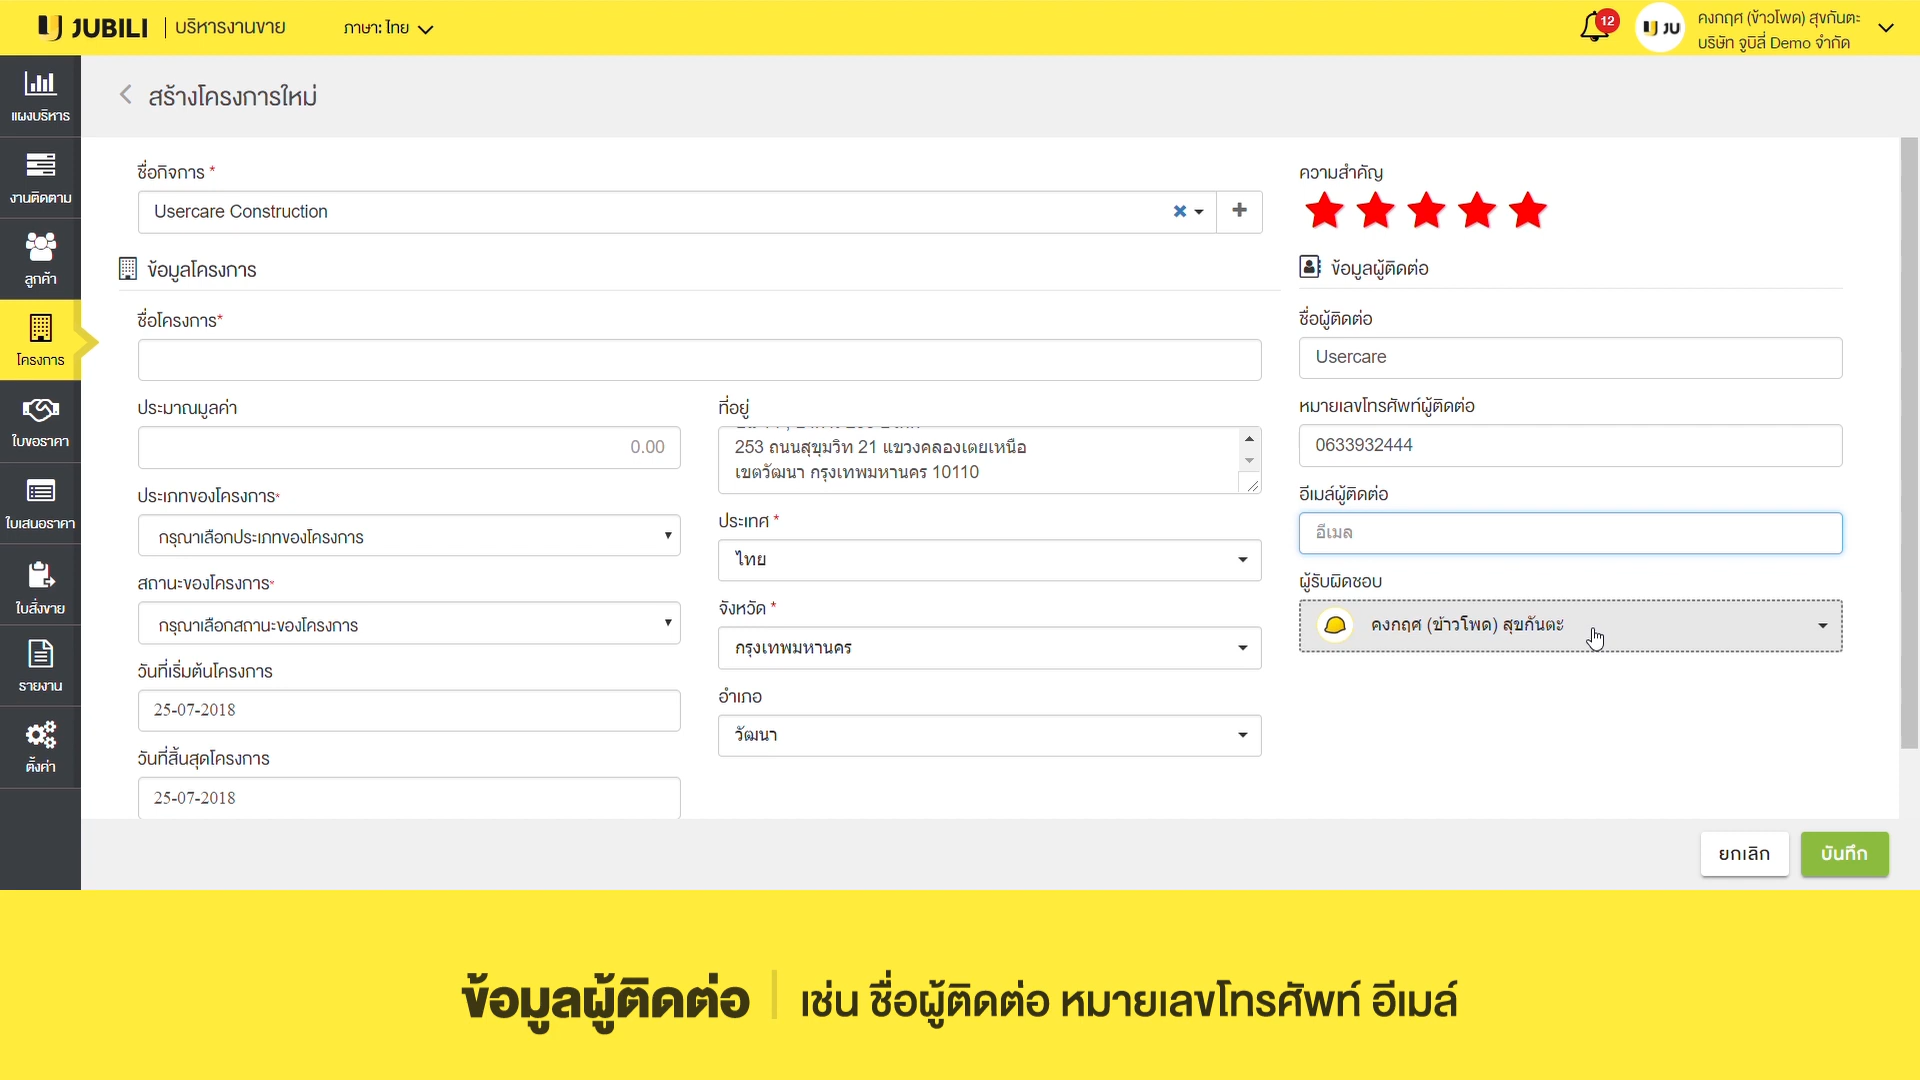 JUBILI
บริหารงานขาย
ภาษา: ไทย
12
JU
คงกฤศ (ข้าวโพด) สุขกันตะ
บริษัท จูบิลี่ Demo จำกัด
แผงบริหาร
งานติดตาม
ลูกค้า
โครงการ
ใบขอราคา
ใบเสนอราคา
ใบสั่งขาย
รายงาน
ตั้งค่า
สร้างโครงการใหม่
ชื่อกิจการ *
Usercare Construction
ข้อมูลโครงการ
ชื่อโครงการ*
ประมาณมูลค่า
0.00
ประเภทของโครงการ*
กรุณาเลือกประเภทของโครงการ
สถานะของโครงการ*
กรุณาเลือกสถานะของโครงการ
วันที่เริ่มต้นโครงการ
25-07-2018
วันที่สิ้นสุดโครงการ
25-07-2018
ที่อยู่
253 ถนนสุขุมวิท 21 แขวงคลองเตยเหนือ
เขตวัฒนา กรุงเทพมหานคร 10110
ประเทศ *
ไทย
จังหวัด *
กรุงเทพมหานคร
อำเภอ
วัฒนา
ความสำคัญ
ข้อมูลผู้ติดต่อ
ชื่อผู้ติดต่อ
Usercare
หมายเลขโทรศัพท์ผู้ติดต่อ
0633932444
อีเมล์ผู้ติดต่อ
อีเมล
ผู้รับผิดชอบ
คงกฤศ (ข้าวโพด) สุขกันตะ
ยกเลิก
บันทึก
ข้อมูลผู้ติดต่อ
เช่น ชื่อผู้ติดต่อ หมายเลขโทรศัพท์ อีเมล์